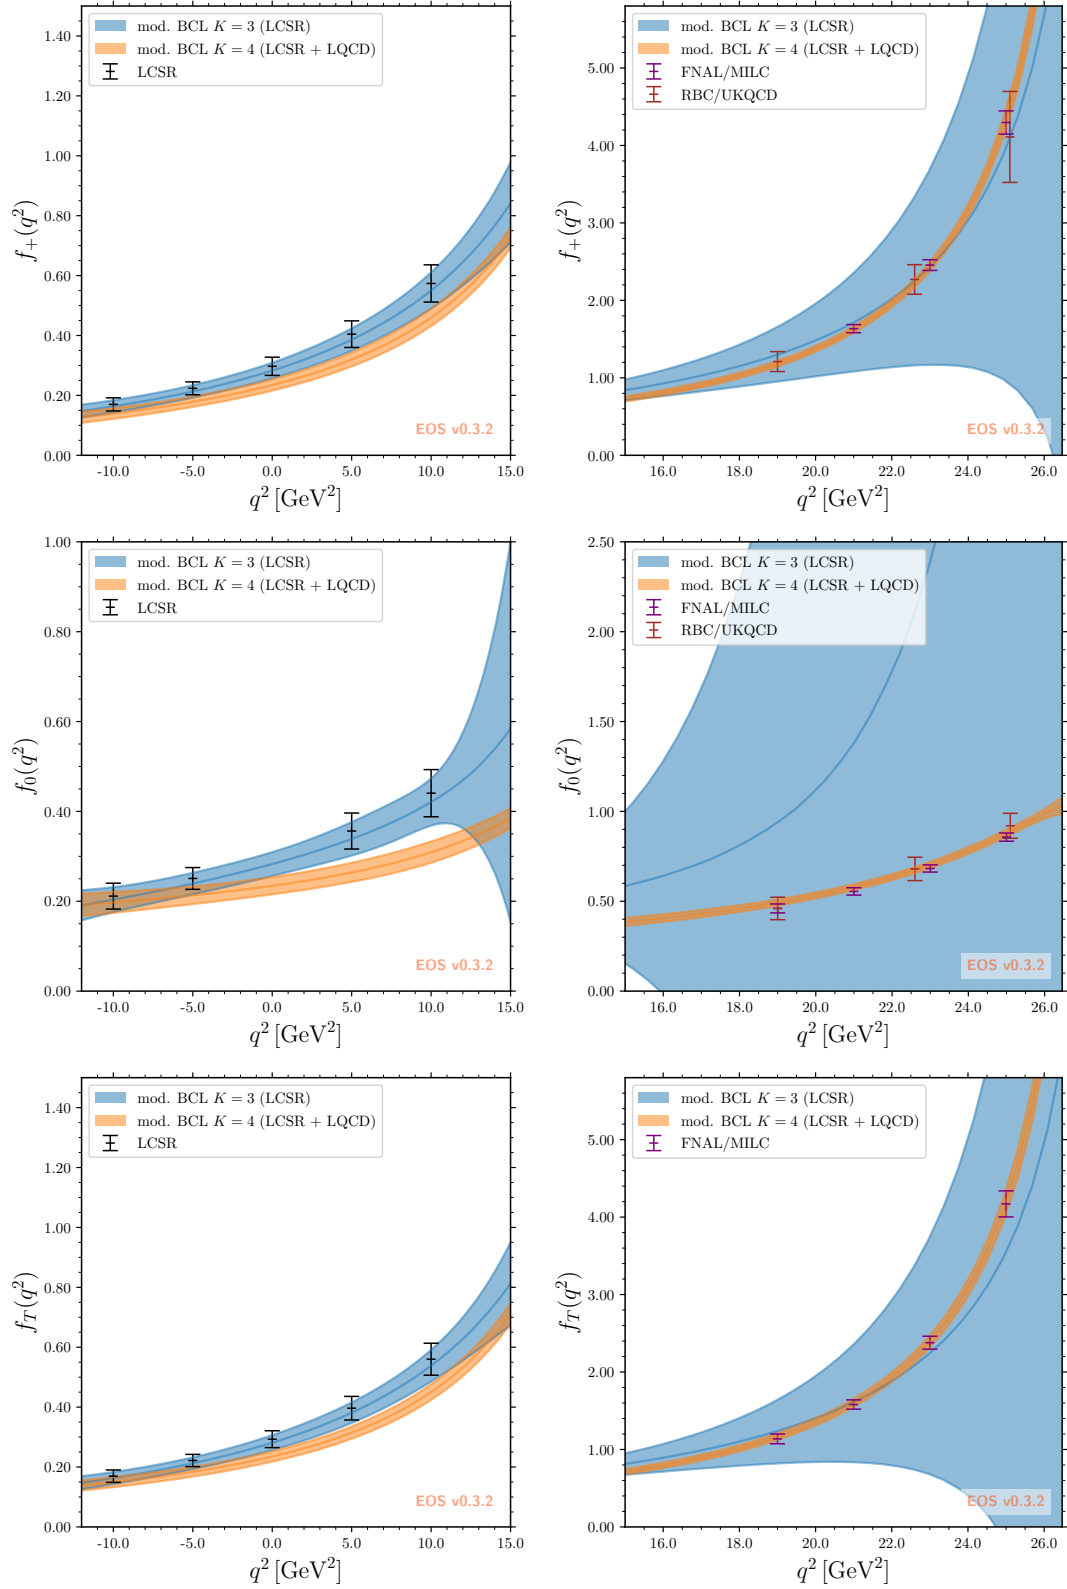 mod. BCL K = 3 (LCSR)
mod. BCL K = 4 (LCSR + LQCD)
LCSR
1.40
1.20
1.00
0.80
0.60
0.40
0.20
0.00
f₊(q²)
-10.0 -5.0 0.0 5.0 10.0 15.0
q² [GeV²]
EOS v0.3.2
mod. BCL K = 3 (LCSR)
mod. BCL K = 4 (LCSR + LQCD)
FNAL/MILC
RBC/UKQCD
5.00
4.00
3.00
2.00
1.00
0.00
f₊(q²)
16.0 18.0 20.0 22.0 24.0 26.0
q² [GeV²]
EOS v0.3.2
mod. BCL K = 3 (LCSR)
mod. BCL K = 4 (LCSR + LQCD)
LCSR
1.00
0.80
0.60
0.40
0.20
0.00
f₀(q²)
-10.0 -5.0 0.0 5.0 10.0 15.0
q² [GeV²]
EOS v0.3.2
mod. BCL K = 3 (LCSR)
mod. BCL K = 4 (LCSR + LQCD)
FNAL/MILC
RBC/UKQCD
2.50
2.00
1.50
1.00
0.50
0.00
f₀(q²)
16.0 18.0 20.0 22.0 24.0 26.0
q² [GeV²]
EOS v0.3.2
mod. BCL K = 3 (LCSR)
mod. BCL K = 4 (LCSR + LQCD)
LCSR
1.40
1.20
1.00
0.80
0.60
0.40
0.20
0.00
f_T(q²)
-10.0 -5.0 0.0 5.0 10.0 15.0
q² [GeV²]
EOS v0.3.2
mod. BCL K = 3 (LCSR)
mod. BCL K = 4 (LCSR + LQCD)
FNAL/MILC
5.00
4.00
3.00
2.00
1.00
0.00
f_T(q²)
16.0 18.0 20.0 22.0 24.0 26.0
q² [GeV²]
EOS v0.3.2